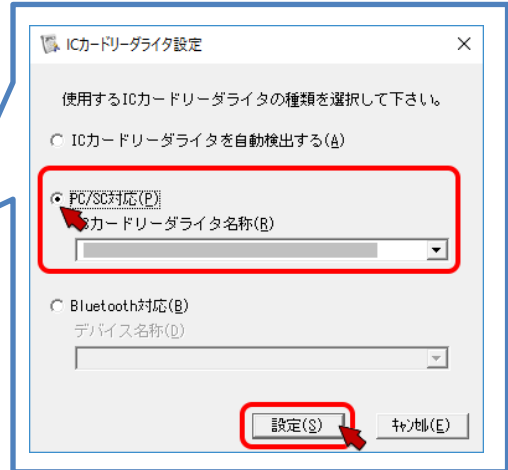 ICカードリーダライタ設定
使用するICカードリーダライタの種類を選択して下さい。
ICカードリーダライタを自動検出する(A)
PC/SC対応(P)
カードリーダライタ名称(R)
Bluetooth対応(B)
デバイス名称(D)
設定(S)
キャンセル(E)